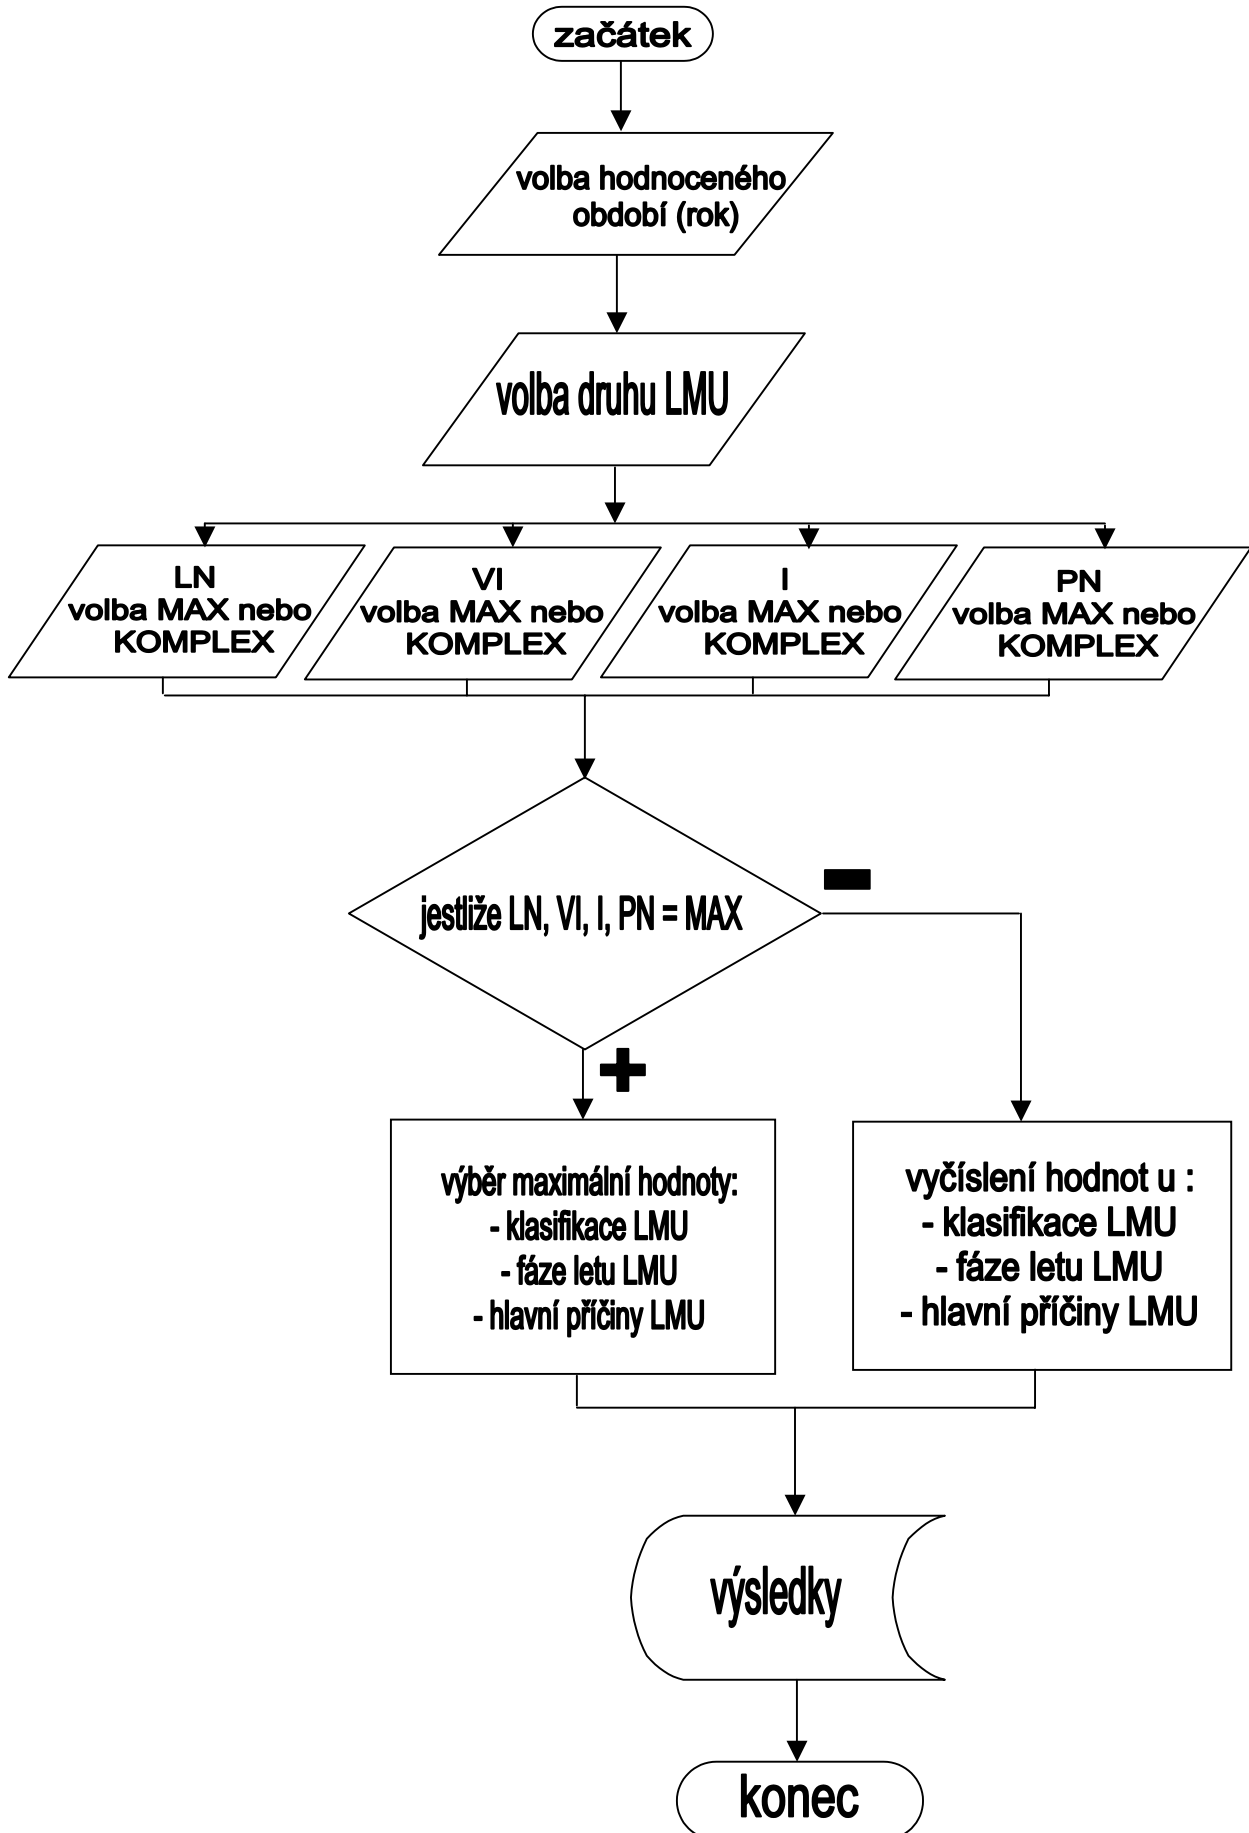 začátek
volba hodnoceného
období (rok)
volba druhu LMU
LN
volba MAX nebo
KOMPLEX
VI
volba MAX nebo
KOMPLEX
I
volba MAX nebo
KOMPLEX
PN
volba MAX nebo
KOMPLEX
jestliže LN, VI, I, PN = MAX
-
+
výběr maximální hodnoty:
- klasifikace LMU
- fáze letu LMU
- hlavní příčiny LMU
vyčíslení hodnot u :
- klasifikace LMU
- fáze letu LMU
- hlavní příčiny LMU
výsledky
konec